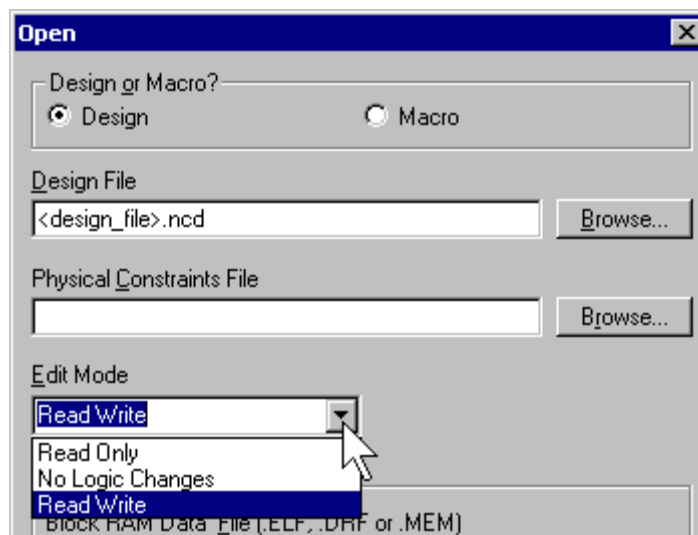 Open
Design or Macro?
Design Macro
Design File
<design_file>.ncd Browse...
Physical Constraints File
Browse...
Edit Mode
Read Write
Read Only
No Logic Changes
Read Write
Block RAM Data File (.ELF, .DRF or .MEM)